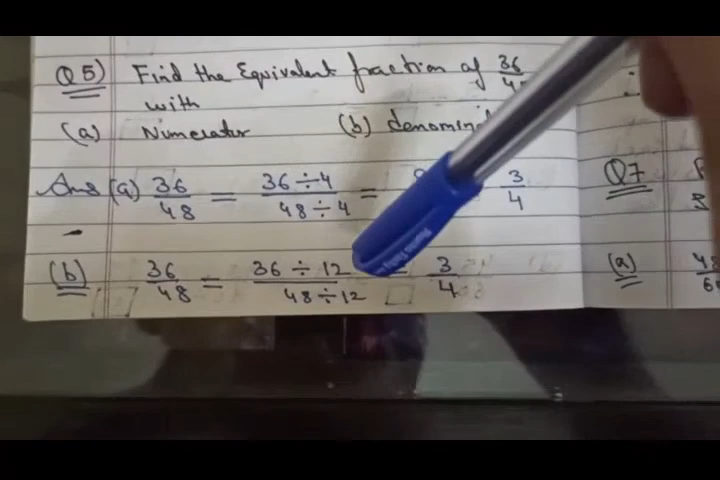 Q5) Find the Equivalent fraction of 36/
with
(a) Numerator (b) denomin
Ans (a) 36/48 = 36÷4/48÷4 = 3/4
(b) 36/48 = 36÷12/48÷12 = 3/4
Q7
(a)